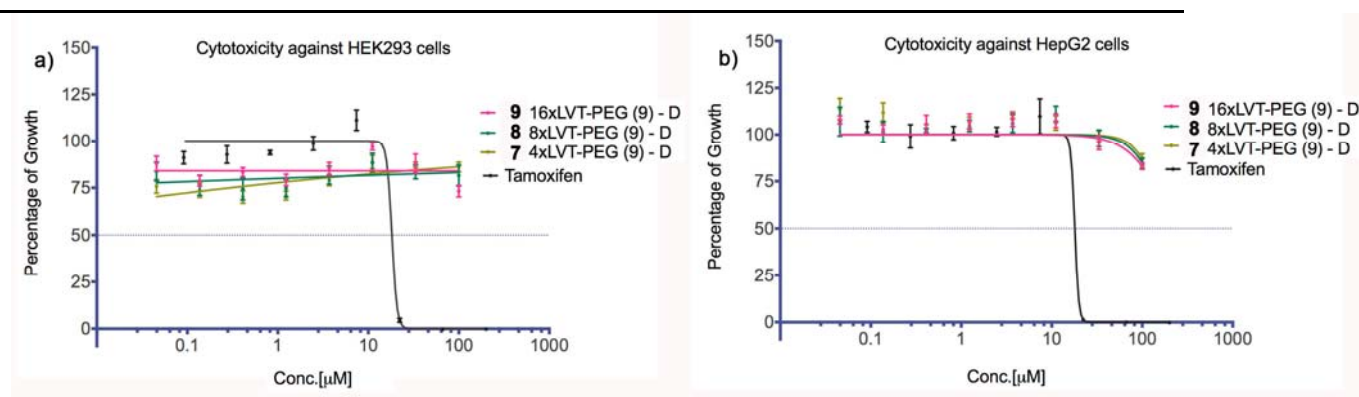 a)
Cytotoxicity against HEK293 cells
150
125
100
75
50
25
0
Percentage of Growth
0.1 1 10 100 1000
Conc.[µM]
9 16xLVT-PEG (9) - D
8 8xLVT-PEG (9) - D
7 4xLVT-PEG (9) - D
Tamoxifen
b)
Cytotoxicity against HepG2 cells
150
125
100
75
50
25
0
Percentage of Growth
0.1 1 10 100 1000
Conc.[µM]
9 16xLVT-PEG (9) - D
8 8xLVT-PEG (9) - D
7 4xLVT-PEG (9) - D
Tamoxifen